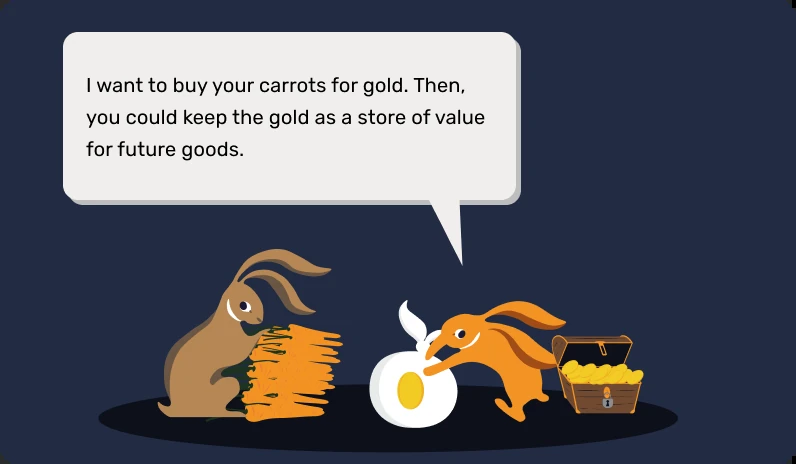 I want to buy your carrots for gold. Then,
you could keep the gold as a store of value
for future goods.